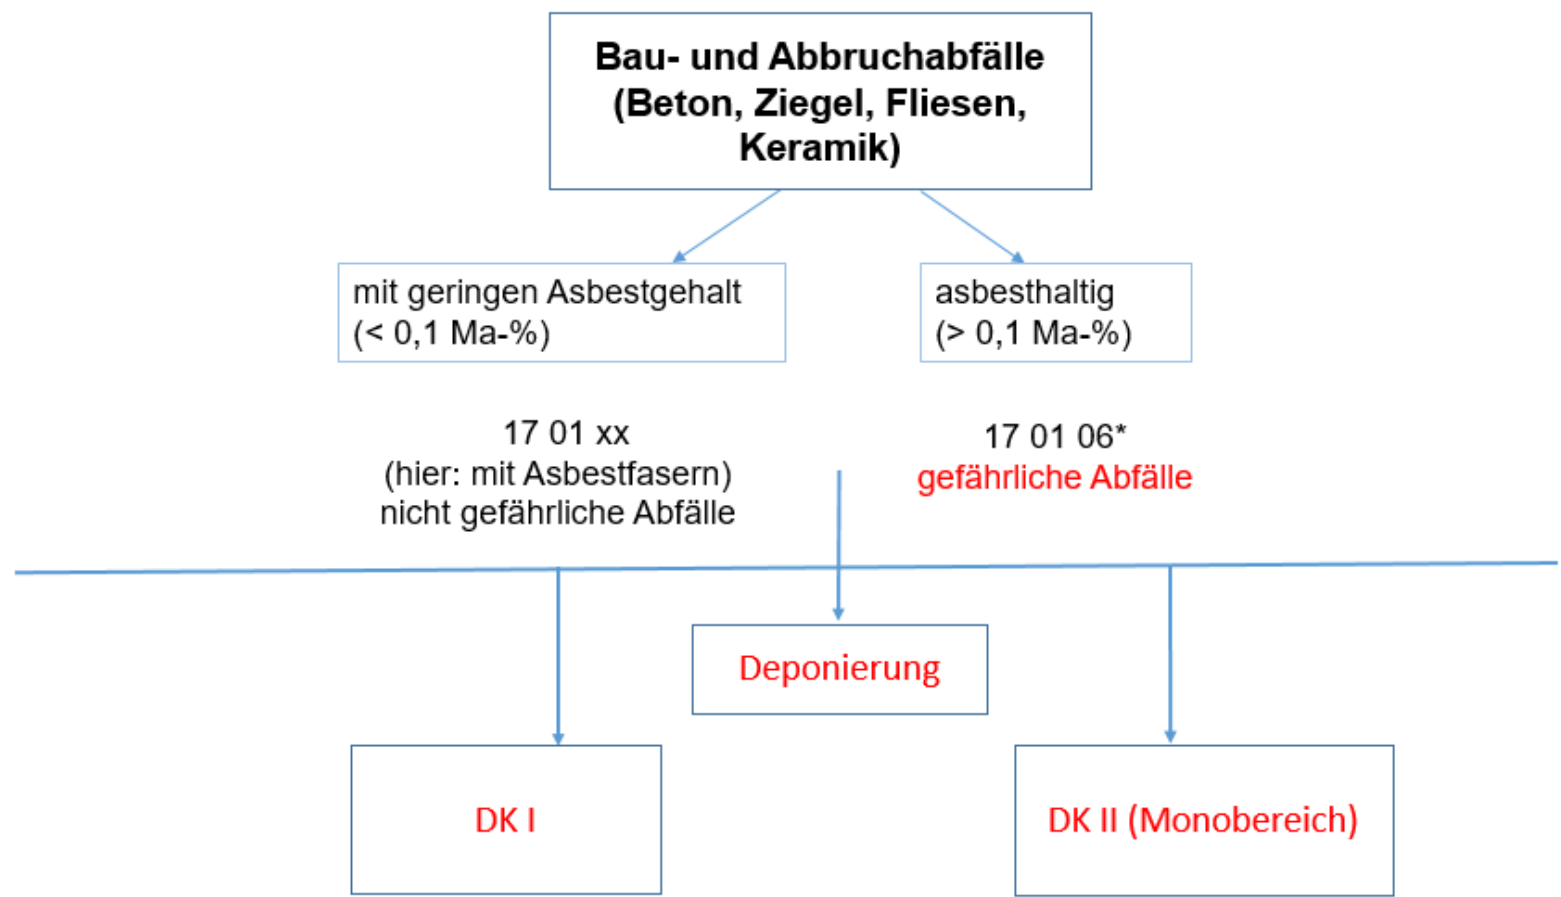 Bau- und Abbruchabfälle
(Beton, Ziegel, Fliesen,
Keramik)
mit geringen Asbestgehalt
(< 0,1 Ma-%)
asbesthaltig
(> 0,1 Ma-%)
17 01 xx
(hier: mit Asbestfasern)
nicht gefährliche Abfälle
17 01 06*
gefährliche Abfälle
Deponierung
DK I
DK II (Monobereich)